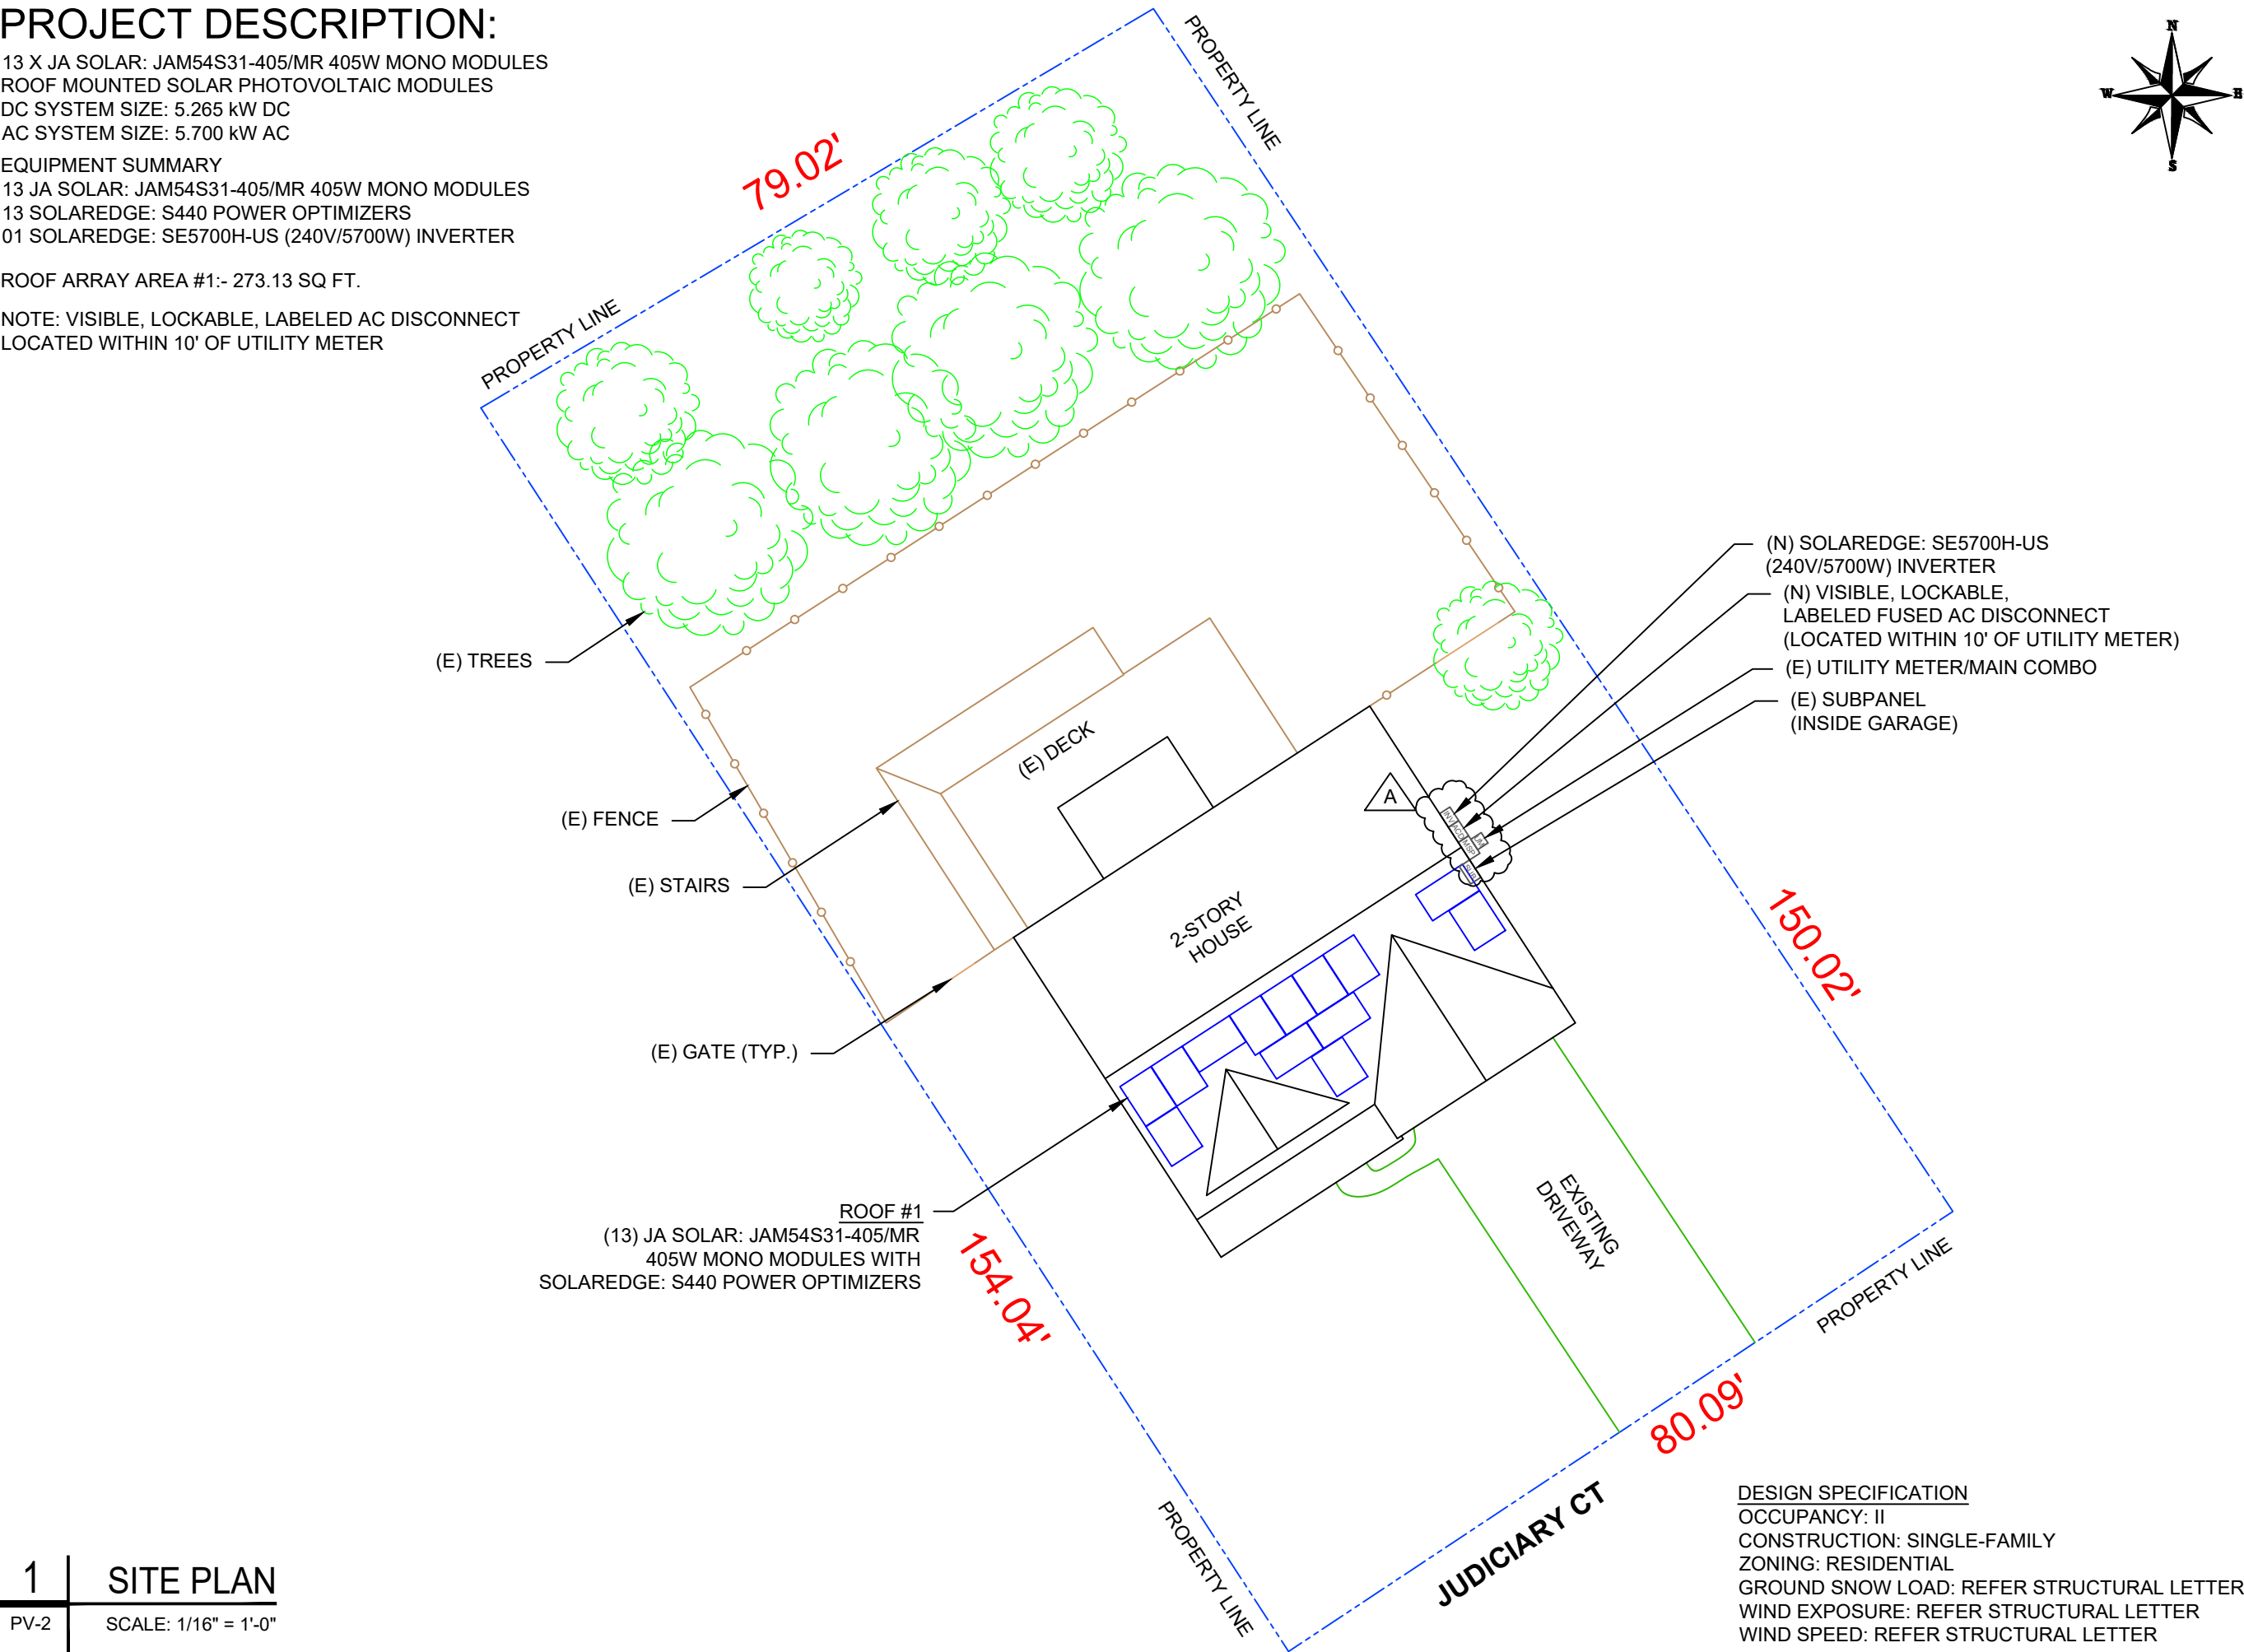 PROJECT DESCRIPTION:
13 X JA SOLAR: JAM54S31-405/MR 405W MONO MODULES
ROOF MOUNTED SOLAR PHOTOVOLTAIC MODULES
DC SYSTEM SIZE: 5.265 kW DC
AC SYSTEM SIZE: 5.700 kW AC
EQUIPMENT SUMMARY
13 JA SOLAR: JAM54S31-405/MR 405W MONO MODULES
13 SOLAREDGE: S440 POWER OPTIMIZERS
01 SOLAREDGE: SE5700H-US (240V/5700W) INVERTER
ROOF ARRAY AREA #1:- 273.13 SQ FT.
NOTE: VISIBLE, LOCKABLE, LABELED AC DISCONNECT
LOCATED WITHIN 10' OF UTILITY METER
N
W
E
S
PROPERTY LINE
79.02'
PROPERTY LINE
(N) SOLAREDGE: SE5700H-US
(240V/5700W) INVERTER
(N) VISIBLE, LOCKABLE,
LABELED FUSED AC DISCONNECT
(LOCATED WITHIN 10' OF UTILITY METER)
(E) UTILITY METER/MAIN COMBO
(E) SUBPANEL
(INSIDE GARAGE)
(E) TREES
(E) DECK
(E) FENCE
(E) STAIRS
A
INV
ACD
UM
MSP
SUB
2-STORY
HOUSE
150.02'
(E) GATE (TYP.)
ROOF #1
(13) JA SOLAR: JAM54S31-405/MR
405W MONO MODULES WITH
SOLAREDGE: S440 POWER OPTIMIZERS
154.04'
EXISTING
DRIVEWAY
PROPERTY LINE
80.09'
PROPERTY LINE
JUDICIARY CT
DESIGN SPECIFICATION
OCCUPANCY: II
CONSTRUCTION: SINGLE-FAMILY
ZONING: RESIDENTIAL
GROUND SNOW LOAD: REFER STRUCTURAL LETTER
WIND EXPOSURE: REFER STRUCTURAL LETTER
WIND SPEED: REFER STRUCTURAL LETTER
1
SITE PLAN
PV-2
SCALE: 1/16" = 1'-0"